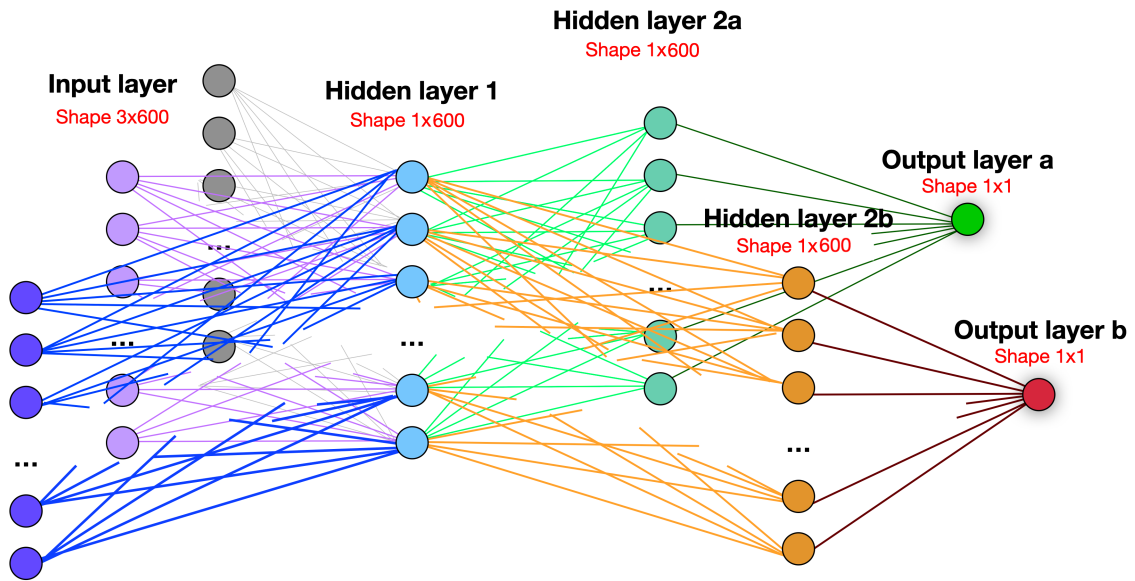 Hidden layer 2a
Shape 1x600
Input layer
Shape 3x600
Hidden layer 1
Shape 1x600
Output layer a
Shape 1x1
Hidden layer 2b
Shape 1x600
...
...
Output layer b
Shape 1x1
...
...
...
...